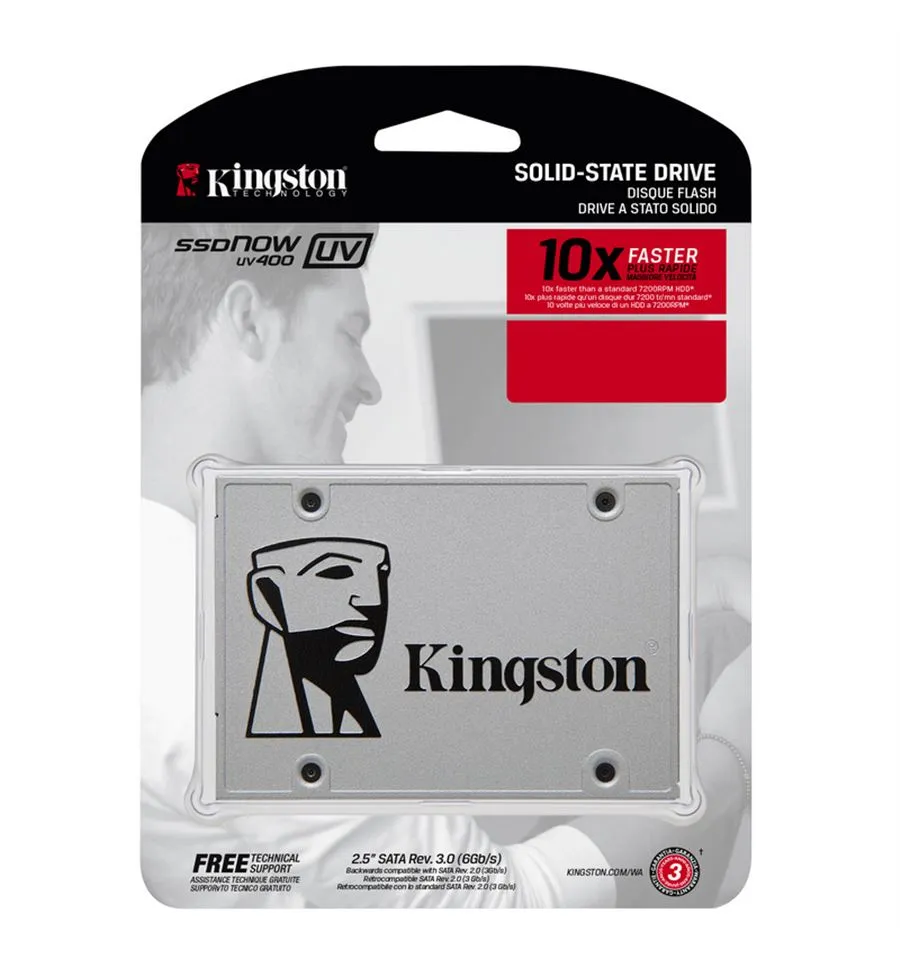 Kingston
TECHNOLOGY
SOLID-STATE DRIVE
DISQUE FLASH
DRIVE A STATO SOLIDO
SSDNOW
UV400
UV
10x FASTER
PLUS RAPIDE
MAGGIORE VELOCITÀ
10x faster than a standard 7200RPM HDD*
10x plus rapide qu'un disque dur 7200 tr/mn standard*
10 volte più veloce di un HDD a 7200RPM*
Kingston®
FREE TECHNICAL
SUPPORT
ASSISTANCE TECHNIQUE GRATUITE
SUPPORTO TECNICO GRATUITO
2.5” SATA Rev. 3.0 (6Gb/s)
Backwards compatible with SATA Rev. 2.0 (3Gb/s)
Rétrocompatible avec SATA Rev. 2.0 (3 Gb/s)
Retrocompatibile con lo standard SATA Rev. 2.0 (3 Gb/s)
KINGSTON.COM/WA
3
†